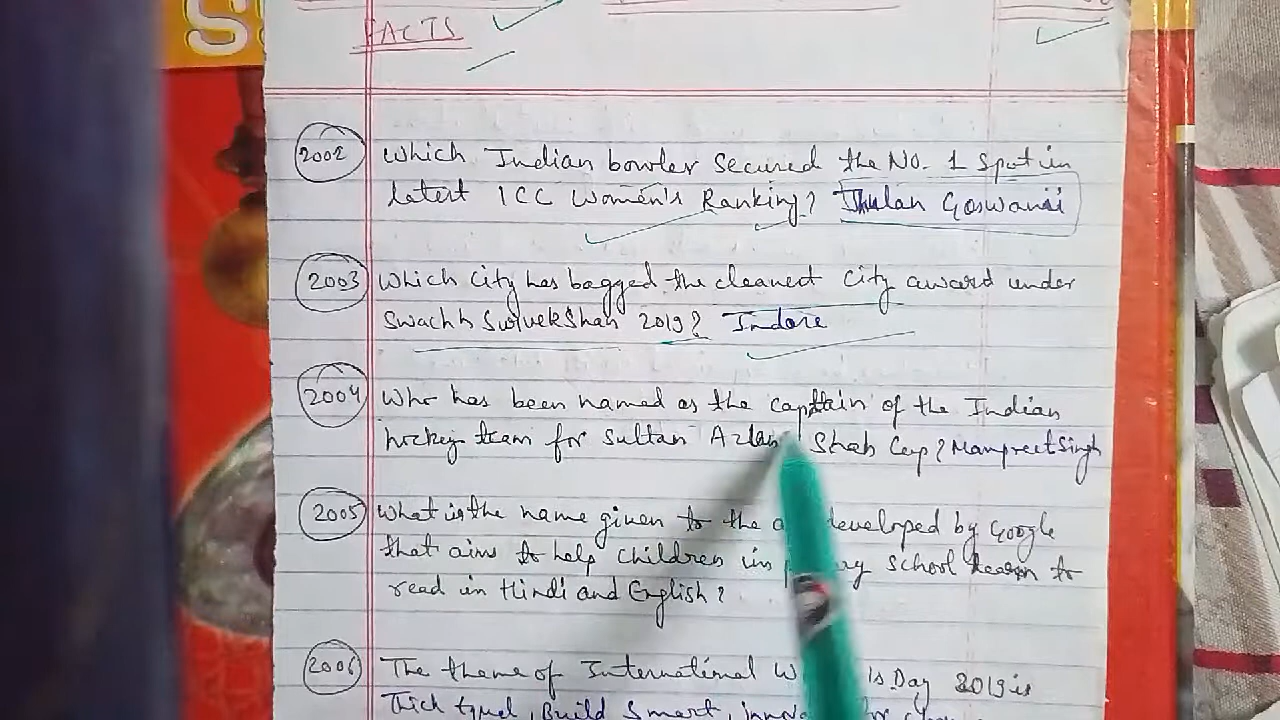 S
FACTS
2002 Which Indian bowler secured the No. 1 spot in
latest ICC Women's Ranking? Jhulan Goswami
2003 Which City has bagged the cleanest City award under
Swachh Survekshan 2019? Indore
2004 Who has been named as the captain of the Indian
hockey team for Sultan Azlan Shah Cup? Manpreet Singh
2005 What is the name given to the developed by Google
that aims to help children in school learn to
read in Hindi and English?
2006 The theme of International Day 2019 is
Think Equal, Build Smart,